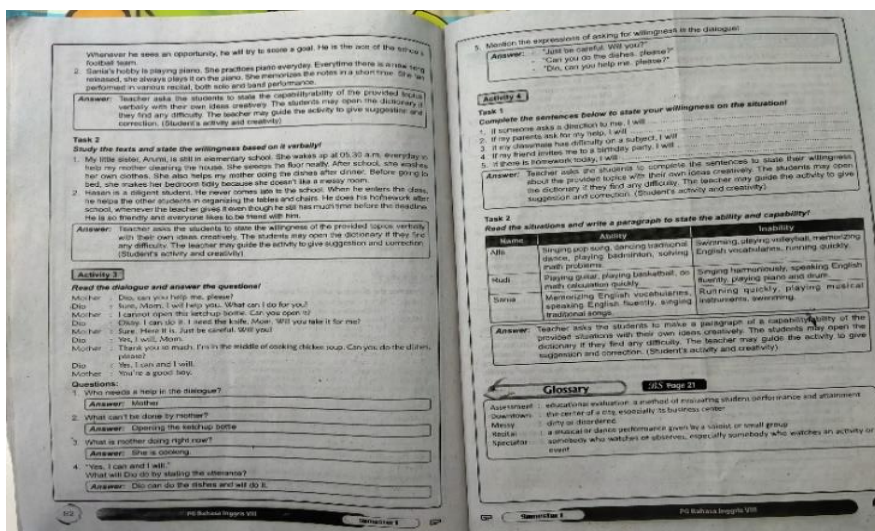 Whenever he sees an opportunity, he will try to score a goal. He is the ace of the school's
football team.
2. Sania's hobby is playing piano. She practices piano everyday. Everytime there is a new song
released, she always plays it on the piano. She memorizes the notes in a short time. She has
performed in various recital, both solo and band performance.
Answer: Teacher asks the students to state the capability/ability of the provided topics
verbally with their own ideas creatively. The students may open the dictionary if
they find any difficulty. The teacher may guide the activity to give suggestion and
correction. (Student's activity and creativity)
Task 2
Study the texts and state the willingness based on it verbally!
1. My little sister, Arumi, is still in elementary school. She wakes up at 05.30 a.m. everyday
help my mother cleaning the house. She sweeps the floor neatly. After school, she washes
her own clothes. She also helps my mother doing the dishes after dinner. Before going to
bed, she makes her bedroom tidily because she doesn't like a messy room.
2. Hasan is a diligent student. He never comes late to the school. When he enters the class,
he helps the other students in organizing the tables and chairs. He does his homework after
school, whenever the teacher gives it even though he still has much time before the deadline.
He is so friendly and everyone likes to be friend with him.
Answer: Teacher asks the students to state the willingness of the provided topics verbally
with their own ideas creatively. The students may open the dictionary if they find
any difficulty. The teacher may guide the activity to give suggestion and correction.
(Student's activity and creativity)
Activity 3
Read the dialogue and answer the questions!
Mother : Dio, can you help me, please?
Dio : Sure, Mom. I will help you. What can I do for you?
Mother : I cannot open this ketchup bottle. Can you open it?
Dio : Okay. I can do it. I need the knife, Mom. Will you take it for me?
Mother : Sure. Here it is. Just be careful. Will you?
Dio : Yes, I will, Mom.
Mother : Thank you so much. I'm in the middle of cooking chicken soup. Can you do the dishes,
please?
Dio : Yes, I can and I will.
Mother : You're a good boy.
Questions:
1. Who needs a help in the dialogue?
Answer: Mother
2. What can't be done by mother?
Answer: Opening the ketchup bottle
3. What is mother doing right now?
Answer: She is cooking.
4. "Yes, I can and I will."
What will Dio do by stating the utterance?
Answer: Dio can do the dishes and will do it.
PG Bahasa Inggris VIII
Semester 1
5. Mention the expressions of asking for willingness in the dialogue!
Answer: - "Just be careful. Will you?"
- "Can you do the dishes, please?"
- "Dio, can you help me, please?"
Activity 4
Task 1
Complete the sentences below to state your willingness on the situation!
1. If someone asks a direction to me, I will
2. If my parents ask for my help, I will
3. If my classmate has difficulty on a subject, I will
4. If my friend invites me to a birthday party, I will
5. If there is homework today, I will
Answer: Teacher asks the students to complete the sentences to state their willingness
about the provided topics with their own ideas creatively. The students may open
the dictionary if they find any difficulty. The teacher may guide the activity to give
suggestion and correction. (Student's activity and creativity)
Task 2
Read the situations and write a paragraph to state the ability and capability!
Name Ability Inability
Singing pop song, dancing traditional dance, playing badminton, solving math problems. Swimming, playing volleyball, memorizing English vocabularies, running quickly.
Rudi Playing guitar, playing basketball, do math calculation quickly. Singing harmoniously, speaking English fluently, playing piano and drum.
Sania Memorizing English vocabularies, speaking English fluently, singing traditional songs. Running quickly, playing musical instruments, swimming.
Answer: Teacher asks the students to make a paragraph of a capability/ability of the
provided situations with their own ideas creatively. The students may open the
dictionary if they find any difficulty. The teacher may guide the activity to give
suggestion and correction. (Student's activity and creativity)
Glossary Page 21
Assessment : educational evaluation: a method of evaluating student performance and attainment
Downtown : the center of a city, especially its business center
Messy : dirty or disordered
Recital : a musical or dance performance given by a soloist or small group
Spectator : somebody who watches or observes, especially somebody who watches an activity or
event
Semester 1
PG Bahasa Inggris VIII